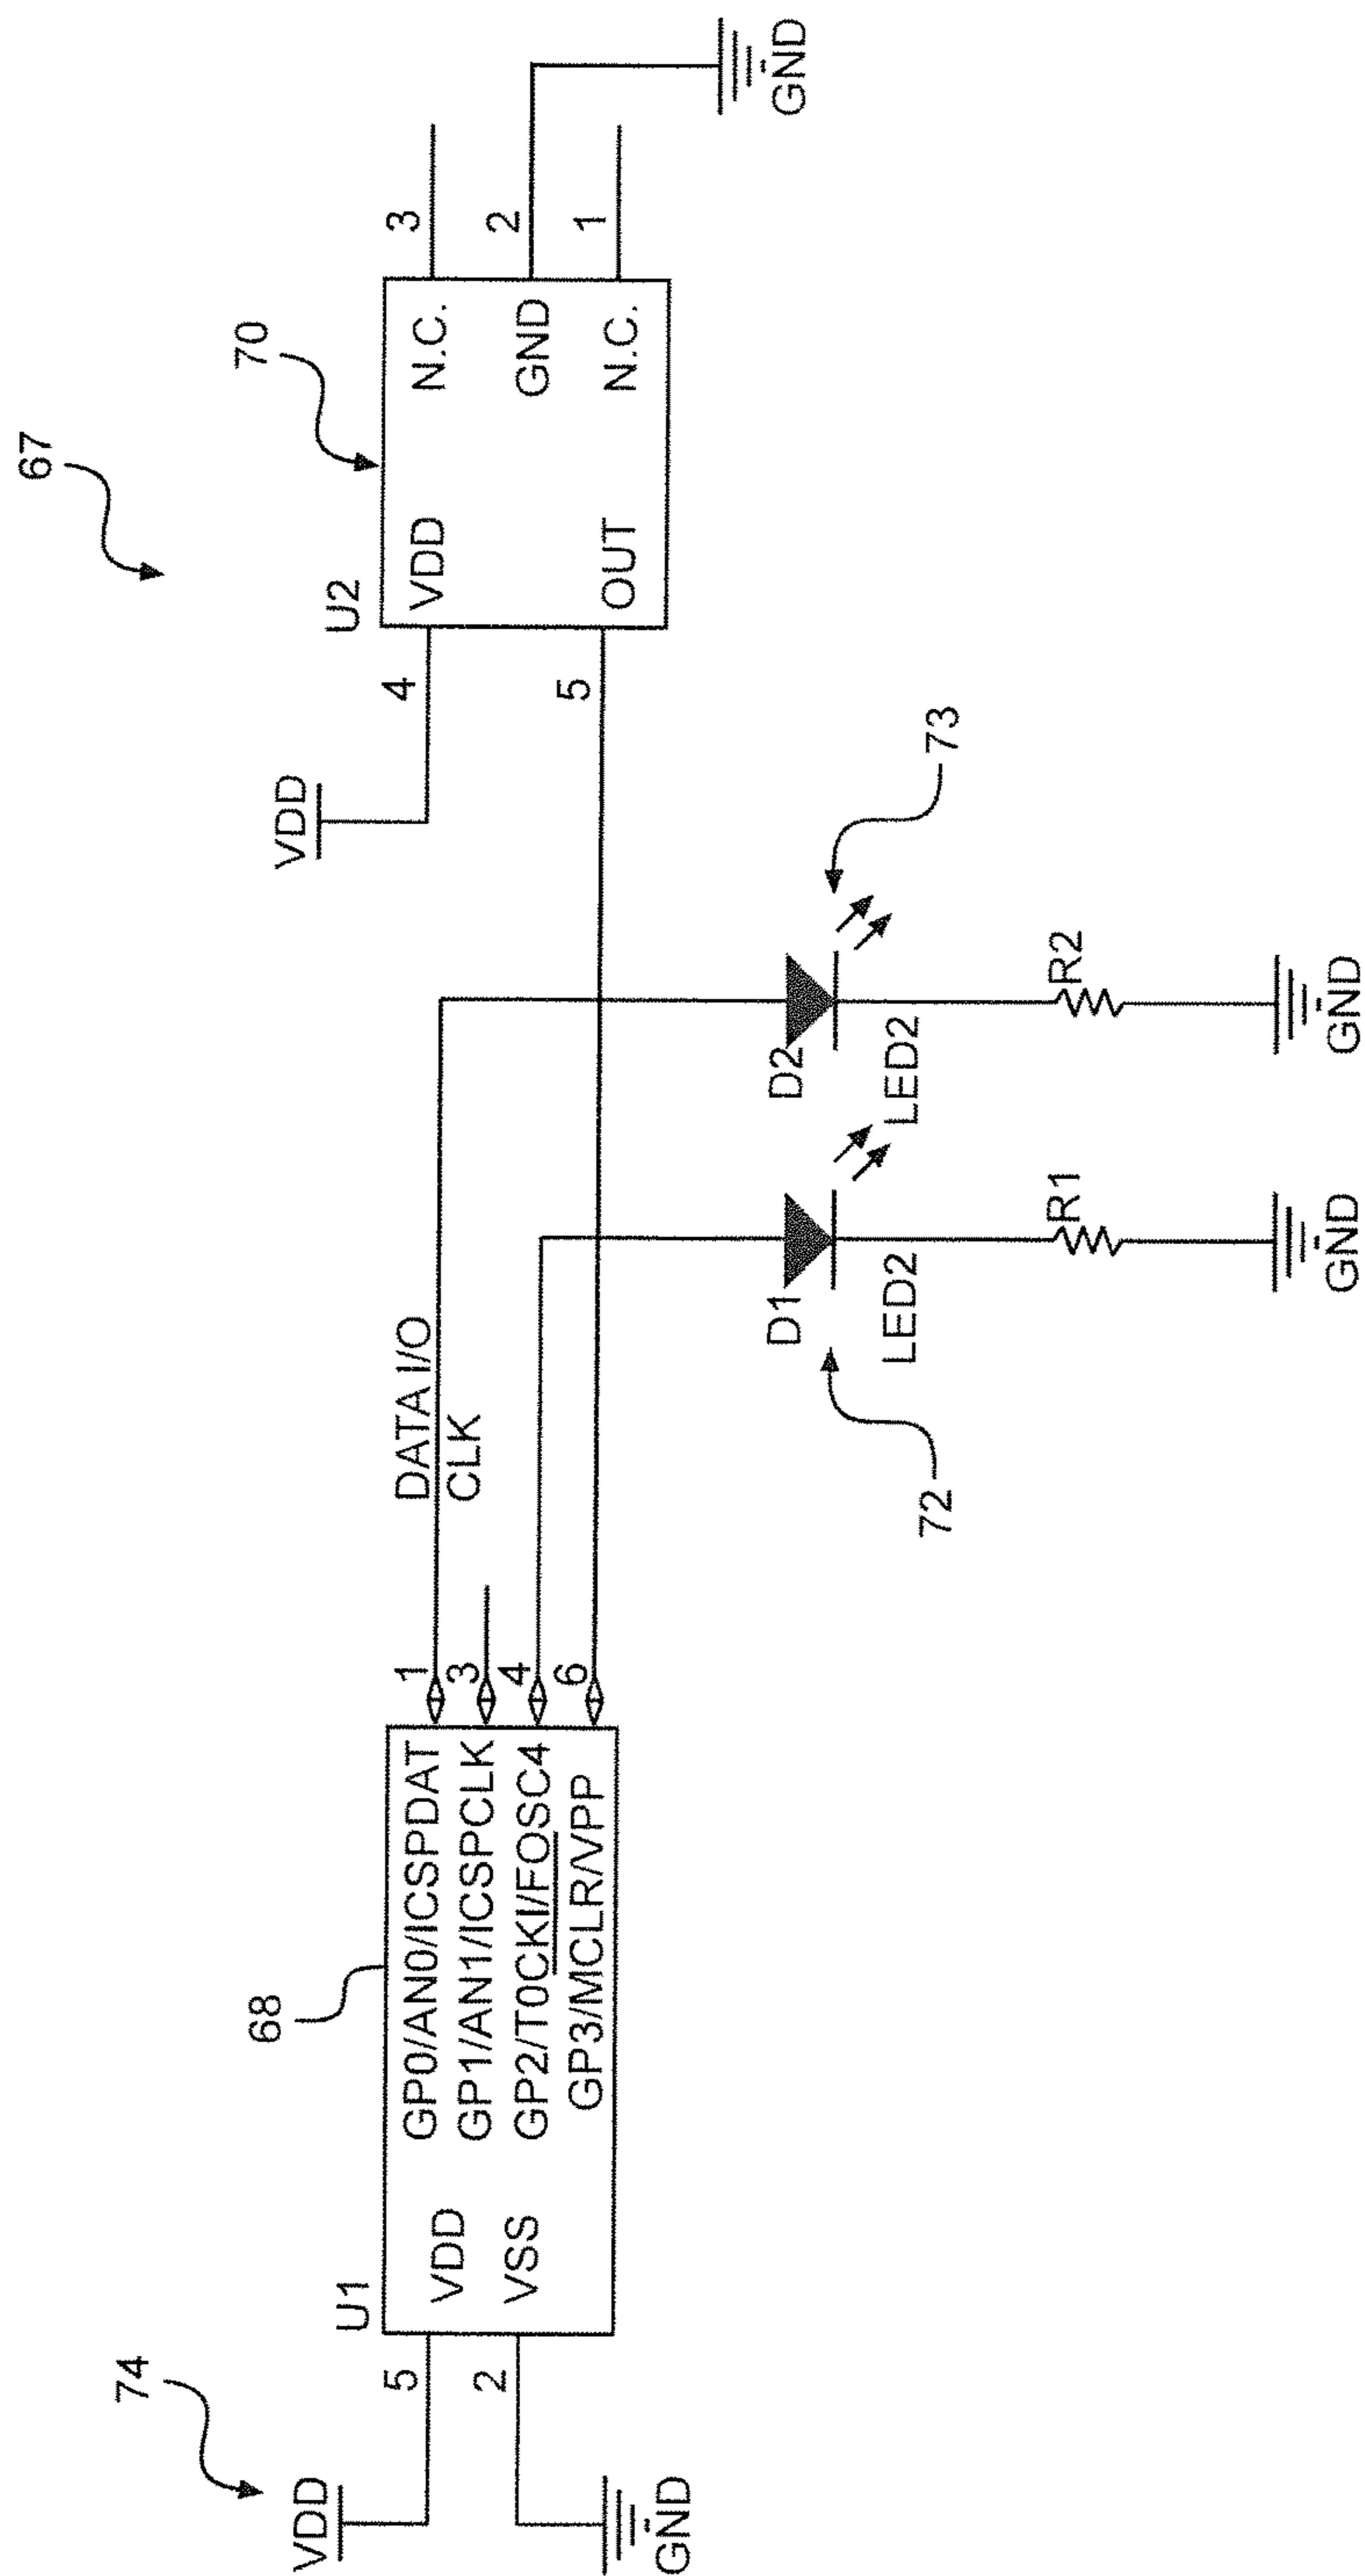 67
70
U2
VDD
N.C.
GND
OUT
N.C.
3
2
1
GND
VDD
4
5
74
VDD
5
2
GND
U1
68
VDD
VSS
GP0/AN0/ICSPDAT
GP1/AN1/ICSPCLK
GP2/T0CKI/FOSC4
GP3/MCLR/VPP
1
3
4
6
DATA I/O
CLK
D1
LED2
72
R1
GND
D2
LED2
73
R2
GND